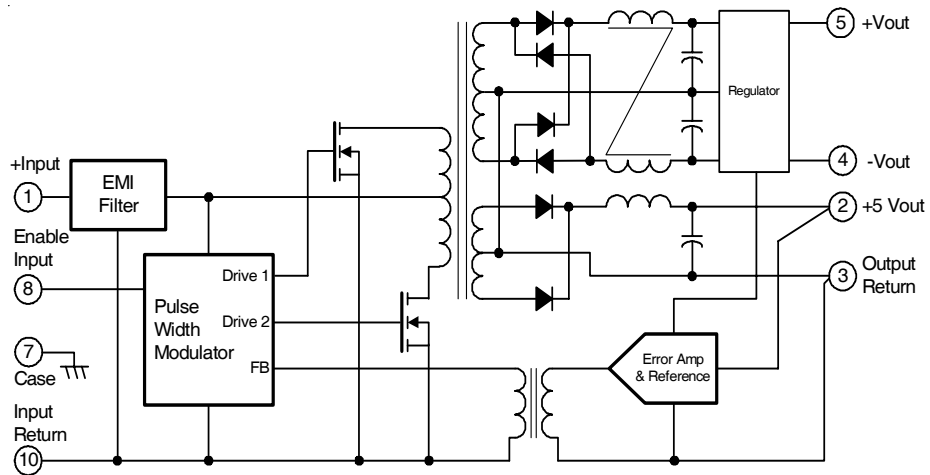 5 +Vout
Regulator
4 -Vout
+Input
1
EMI
Filter
2 +5 Vout
Enable
Input
8
Drive 1
Output
3 Return
Pulse
Width
Modulator
Drive 2
7
Case
FB
Error Amp
& Reference
Input
Return
10